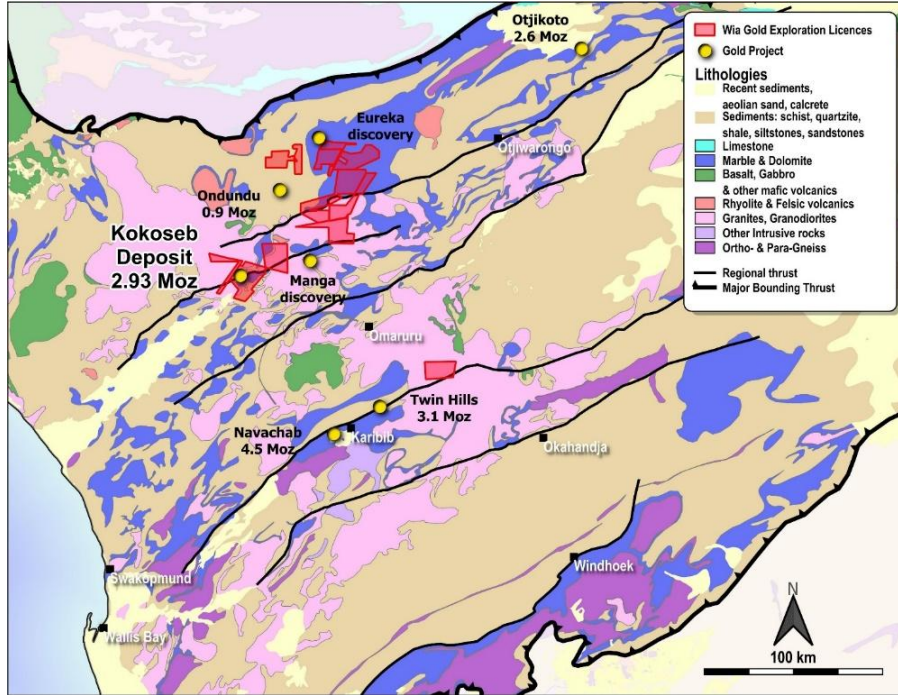 Otjikoto
2.6 Moz
Eureka
discovery
Otjiwarongo
Ondundu
0.9 Moz
Kokoseb
Deposit
2.93 Moz
Manga
discovery
Omaruru
Twin Hills
3.1 Moz
Navachab
4.5 Moz
Karibib
Okahandja
Swakopmund
Windhoek
Wallis Bay
Wia Gold Exploration Licences
Gold Project
Lithologies
Recent sediments,
aeolian sand, calcrete
Sediments: schist, quartzite,
shale, siltstones, sandstones
Limestone
Marble & Dolomite
Basalt, Gabbro
& other mafic volcanics
Rhyolite & Felsic volcanics
Granites, Granodiorites
Other Intrusive rocks
Ortho- & Para-Gneiss
Regional thrust
Major Bounding Thrust
N
100 km